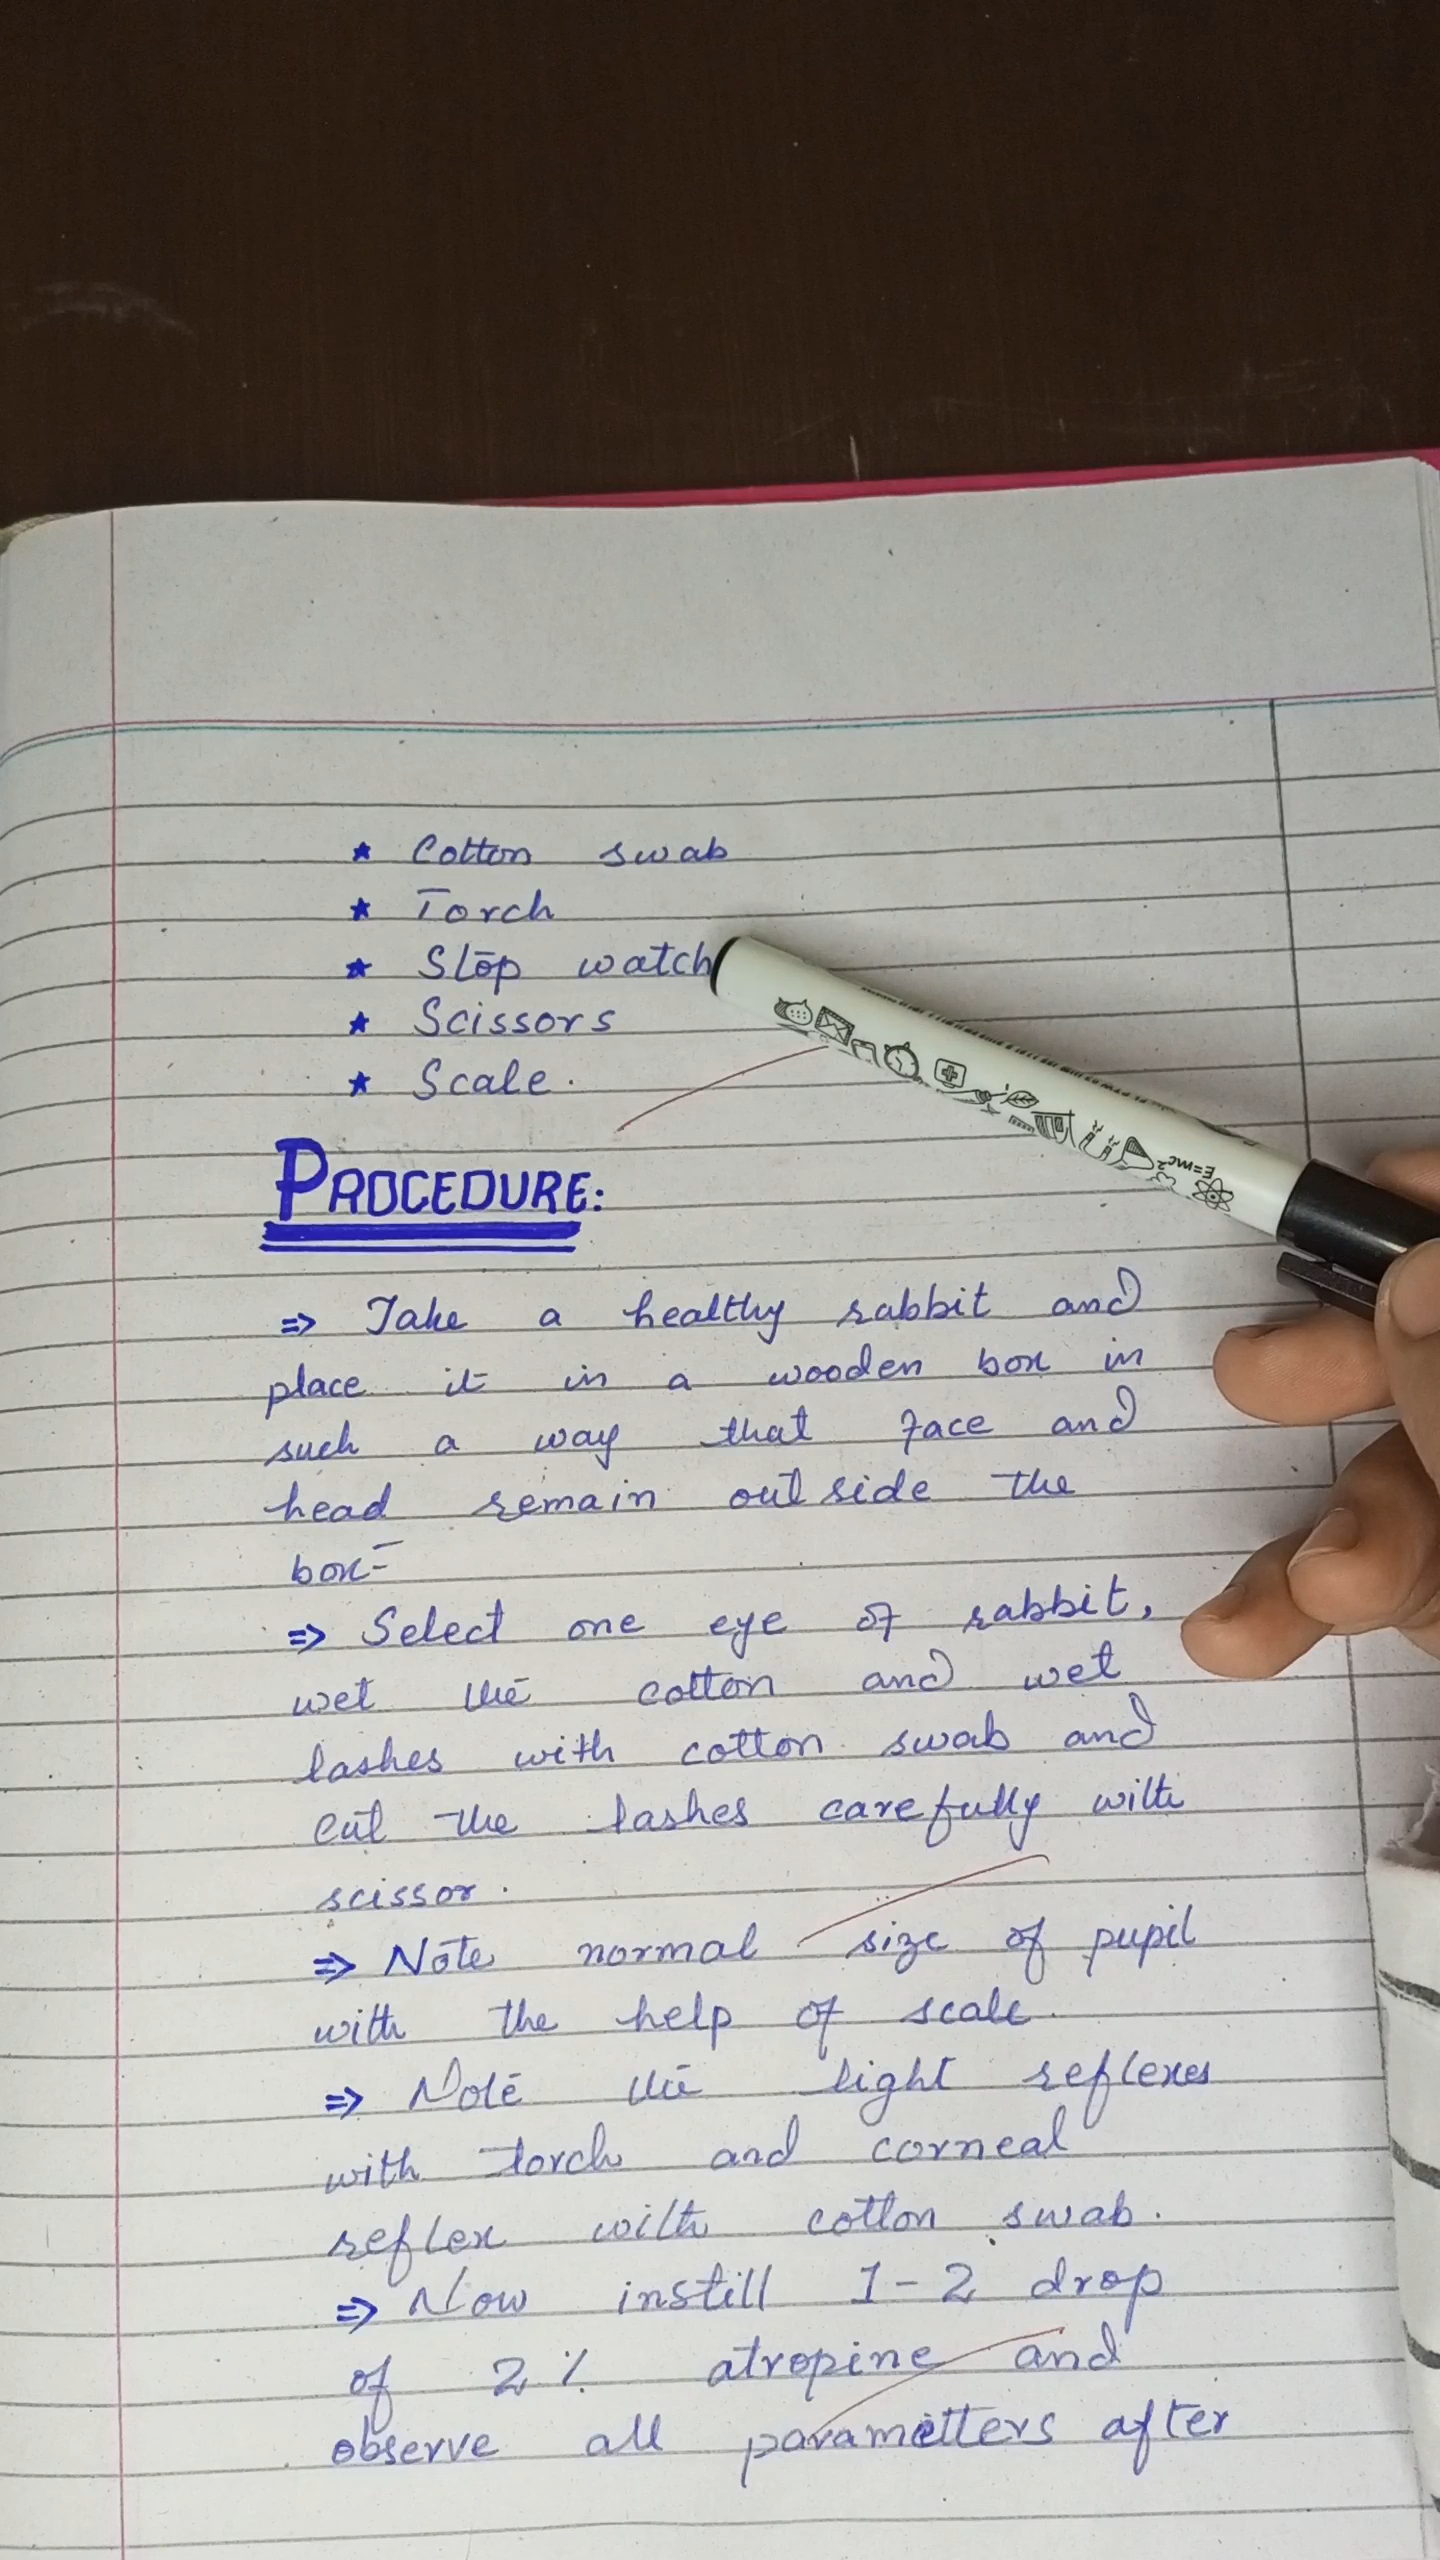 ★ Cotton swab
★ Torch
★ Stop watch
★ Scissors
★ Scale.
PROCEDURE:
⇒ Take a healthy rabbit and
place it in a wooden box in
such a way that face and
head remain outside the
box
⇒ Select one eye of rabbit,
wet the cotton and wet
lashes with cotton swab and
cut the lashes carefully with
scissor.
⇒ Note normal size of pupil
with the help of scale.
⇒ Note the light reflexes
with torch and corneal
reflex with cotton swab.
⇒ Now instill 1-2 drop
of 2% atropine and
observe all parametters after
E=mc²